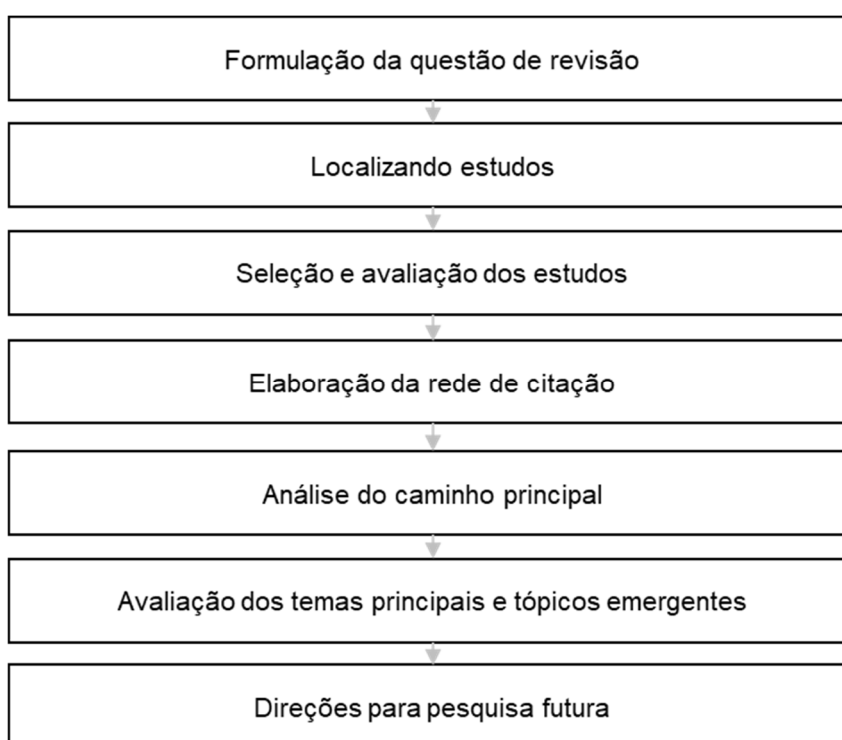 Formulação da questão de revisão
Localizando estudos
Seleção e avaliação dos estudos
Elaboração da rede de citação
Análise do caminho principal
Avaliação dos temas principais e tópicos emergentes
Direções para pesquisa futura